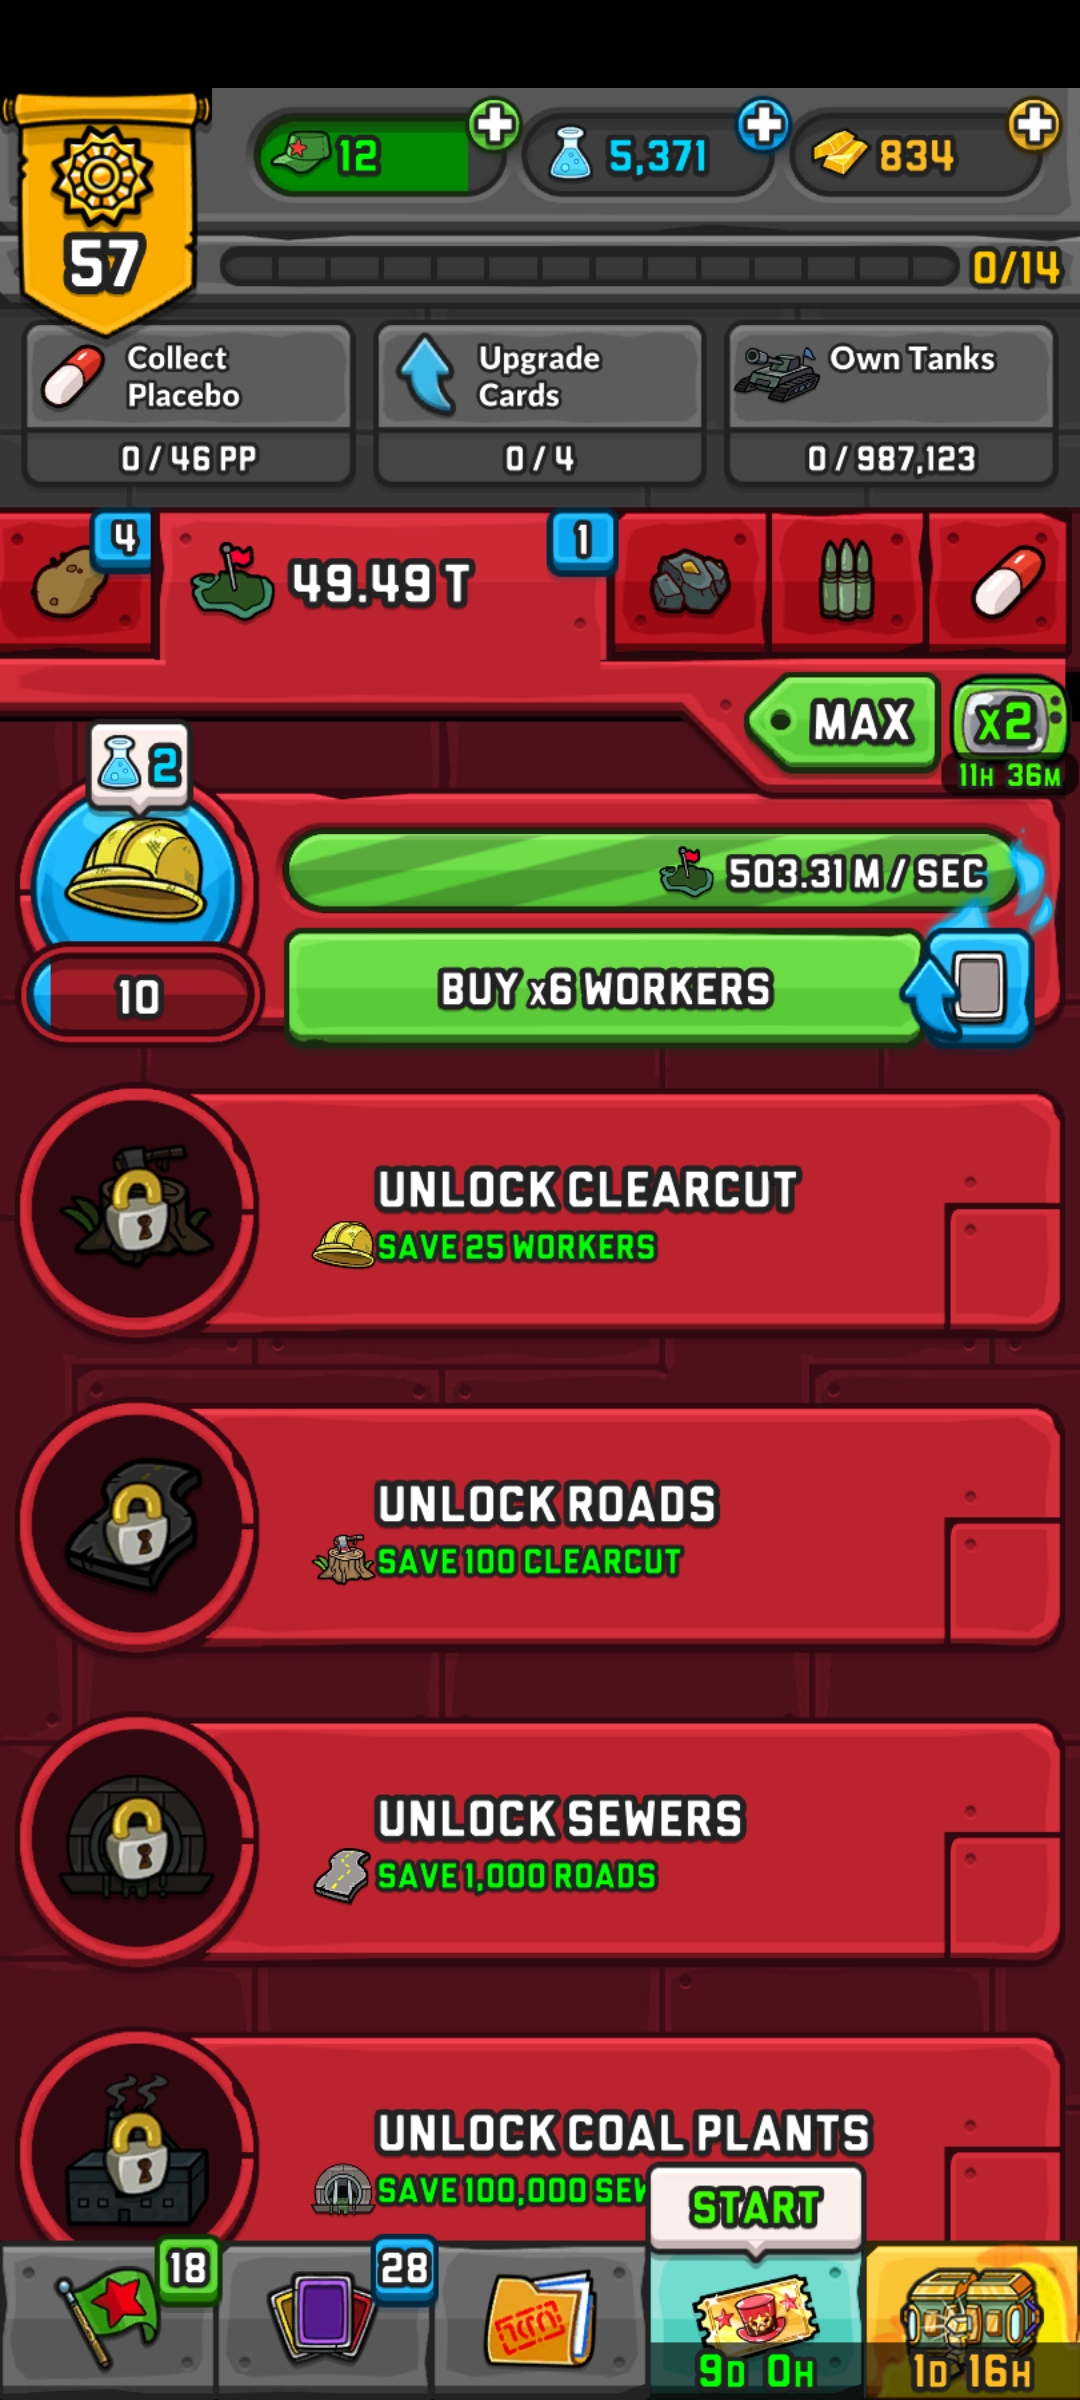 12
5,371
834
57
0/14
Collect
Placebo
0 / 46 PP
Upgrade
Cards
0 / 4
Own Tanks
0 / 987,123
4
49.49 T
1
MAX
X2
11H 36M
2
503.31 M / SEC
10
BUY x6 WORKERS
UNLOCK CLEARCUT
SAVE 25 WORKERS
UNLOCK ROADS
SAVE 100 CLEARCUT
UNLOCK SEWERS
SAVE 1,000 ROADS
UNLOCK COAL PLANTS
SAVE 100,000 SEW
START
18
28
9D 0H
1D 16H